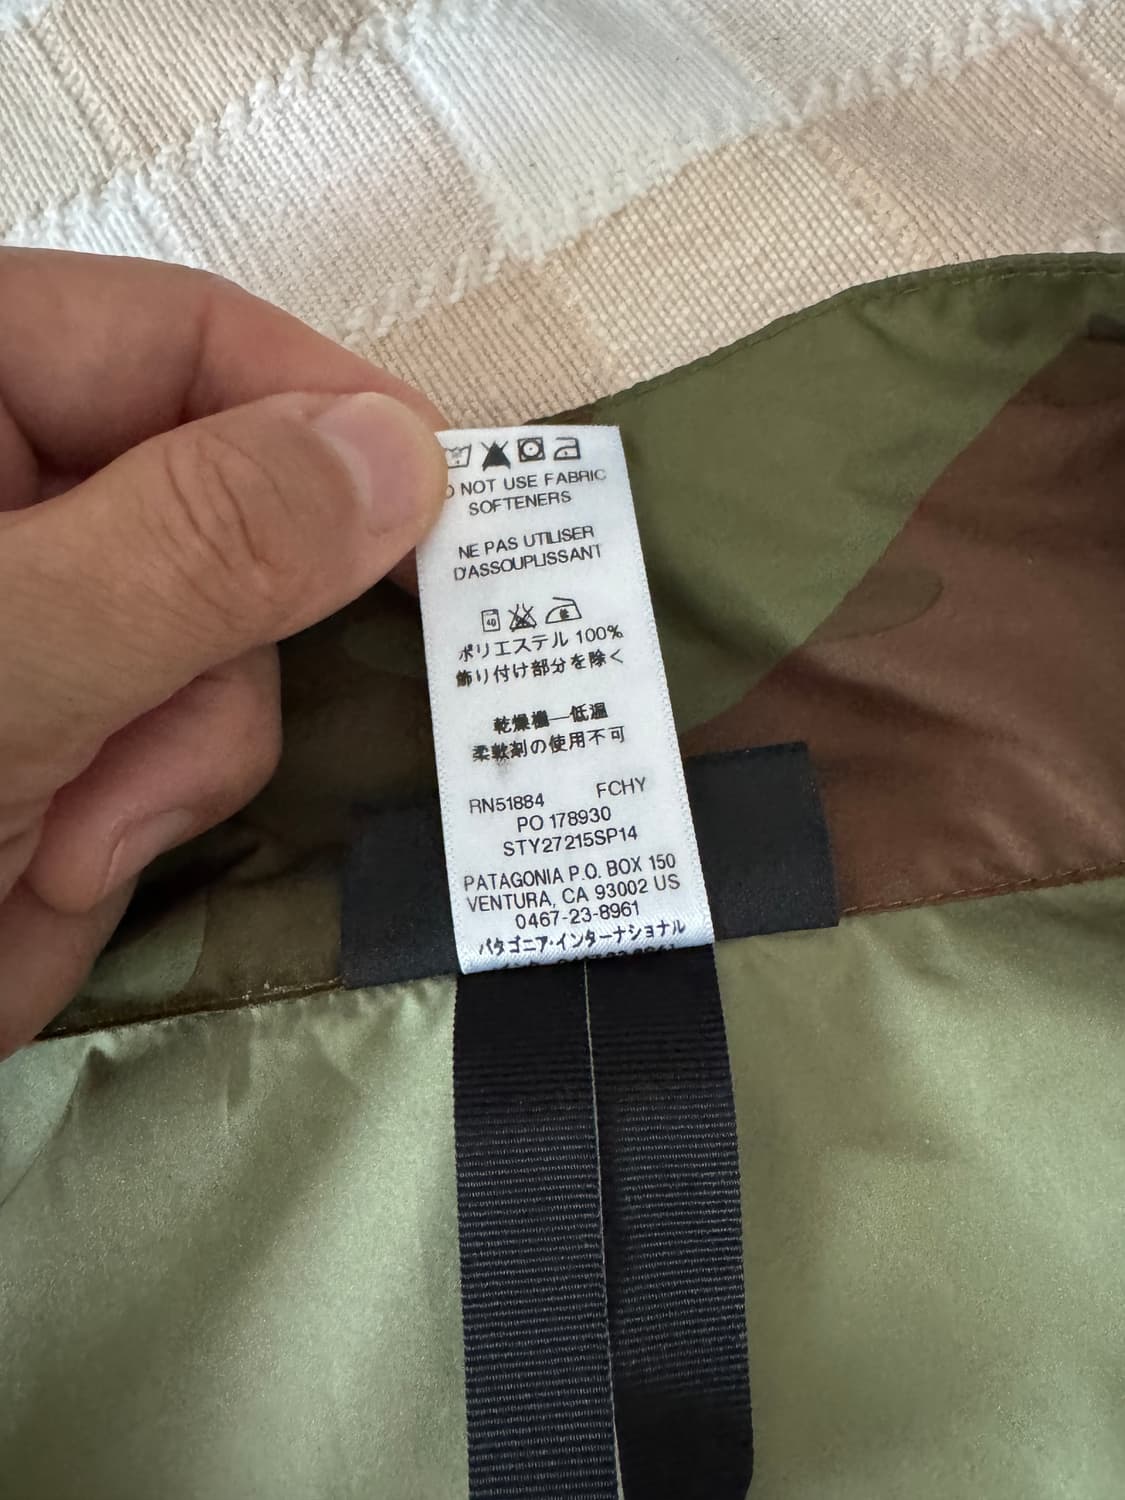 NOT USE FABRIC
SOFTENERS
NE PAS UTILISER
D'ASSOUPLISSANT
40
ポリエステル 100%
飾り付け部分を除く
乾燥機—低温
柔軟剤の使用不可
RN51884 FCHY
PO 178930
STY27215SP14
PATAGONIA P.O. BOX 150
VENTURA, CA 93002 US
0467-23-8961
パタゴニア・インターナショナル